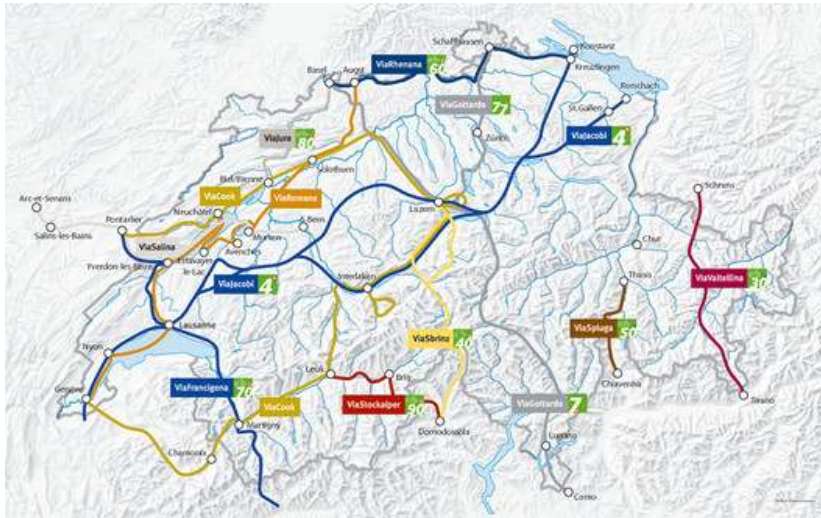 Schaffhausen
Konstanz
Kreuzlingen
Basel
Augst
ViaRhenana
60
Rorschach
St.Gallen
ViaGottardo
77
Zürich
ViaJacobi
4
ViaJura
80
Solothurn
Biel/Bienne
ViaCook
ViaRomana
Schruns
Arc-et-Senans
Salins-les-Bains
Pontarlier
Neuchâtel
Luzern
Bern
Murten
Avenches
Estavayer
le-Lac
ViaSalina
Yverdon-les-Bains
Chur
Interlaken
Thusis
ViaValtellina
30
ViaJacobi
4
Lausanne
ViaSpluga
50
ViaSbrinz
40
Nyon
Leuk
Brig
Chiavenna
Genève
ViaFrancigena
70
ViaCook
ViaStockalper
90
ViaGottardo
7
Tirano
Martigny
Domodossola
Lugano
Chamonix
Como